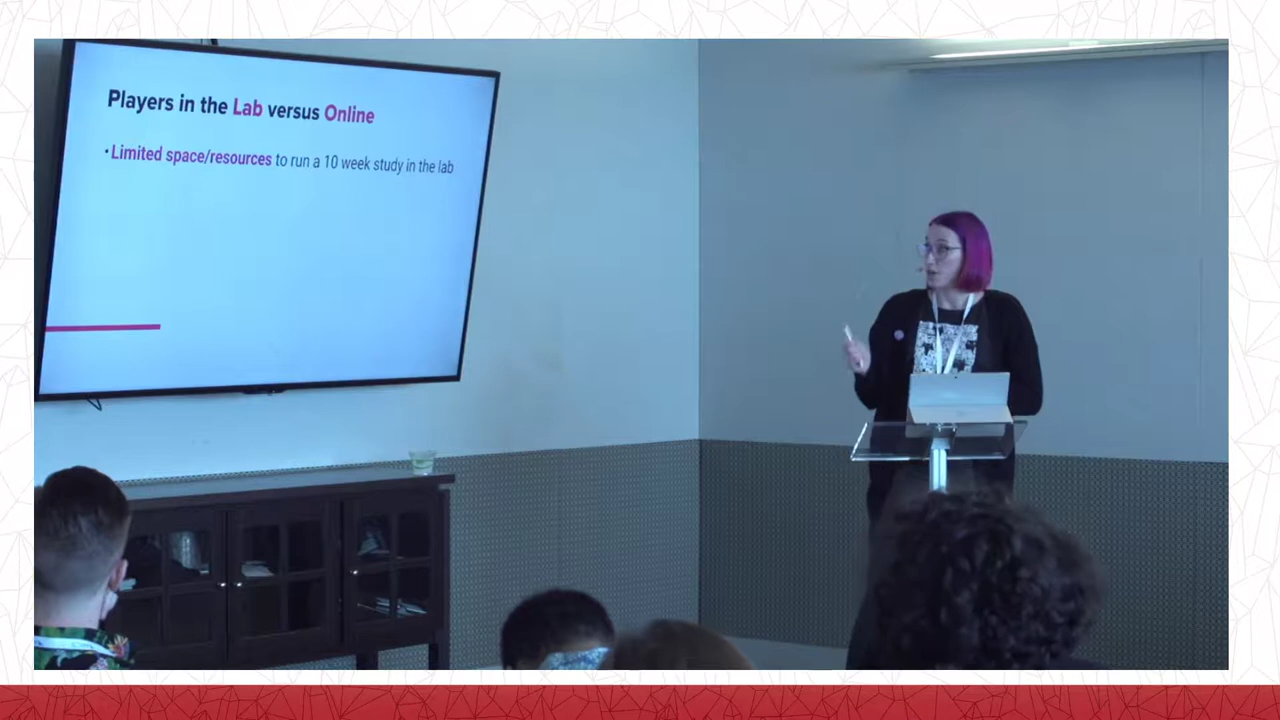 Players in the Lab versus Online
• Limited space/resources to run a 10 week study in the lab